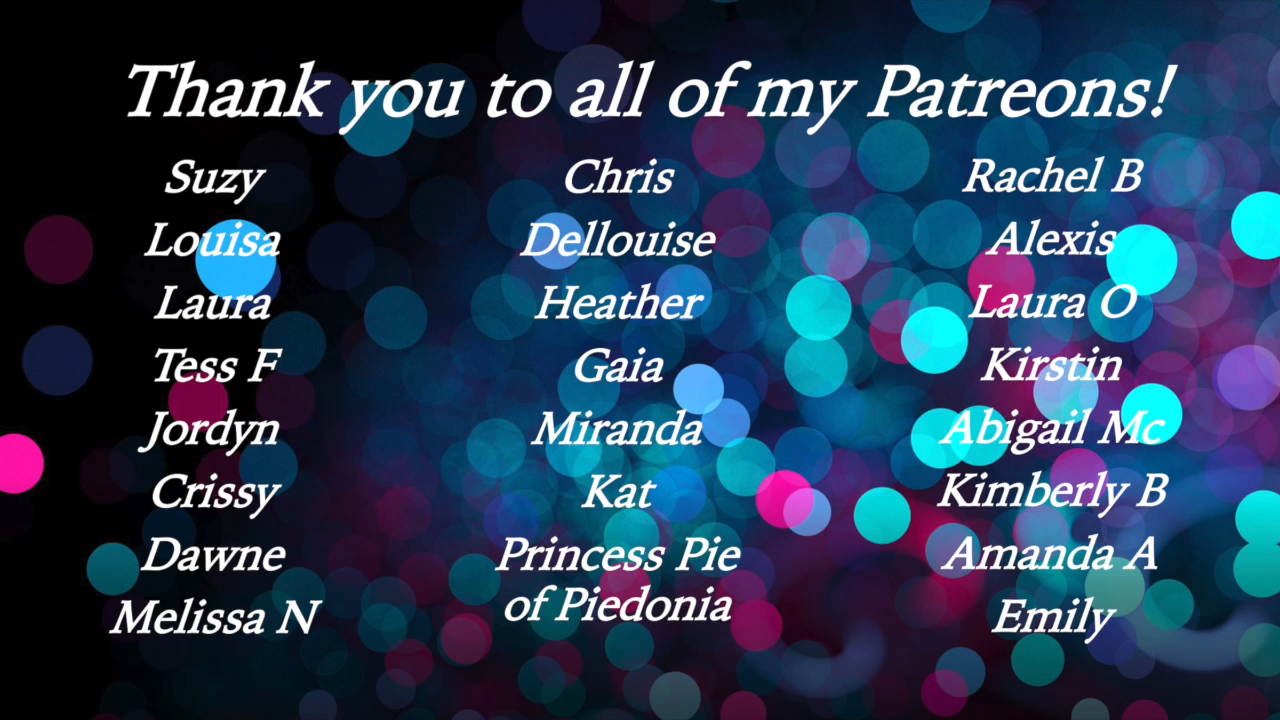 Thank you to all of my Patreons!
Suzy
Louisa
Laura
Tess F
Jordyn
Crissy
Dawne
Melissa N
Chris
Dellouise
Heather
Gaia
Miranda
Kat
Princess Pie
of Piedonia
Rachel B
Alexis
Laura O
Kirstin
Abigail Mc
Kimberly B
Amanda A
Emily